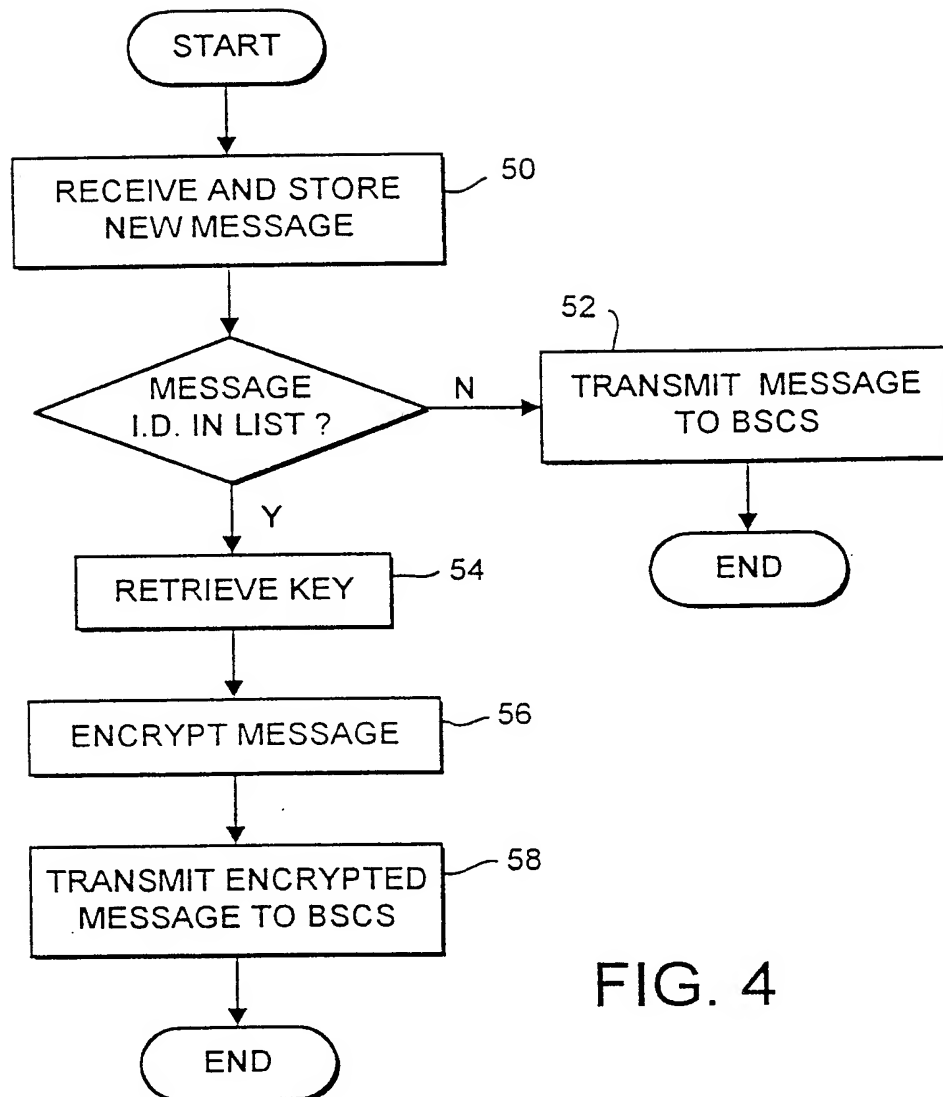 START
RECEIVE AND STORE
NEW MESSAGE
50
MESSAGE
I.D. IN LIST ?
N
52
TRANSMIT MESSAGE
TO BSCS
END
Y
RETRIEVE KEY
54
ENCRYPT MESSAGE
56
TRANSMIT ENCRYPTED
MESSAGE TO BSCS
58
END
FIG. 4